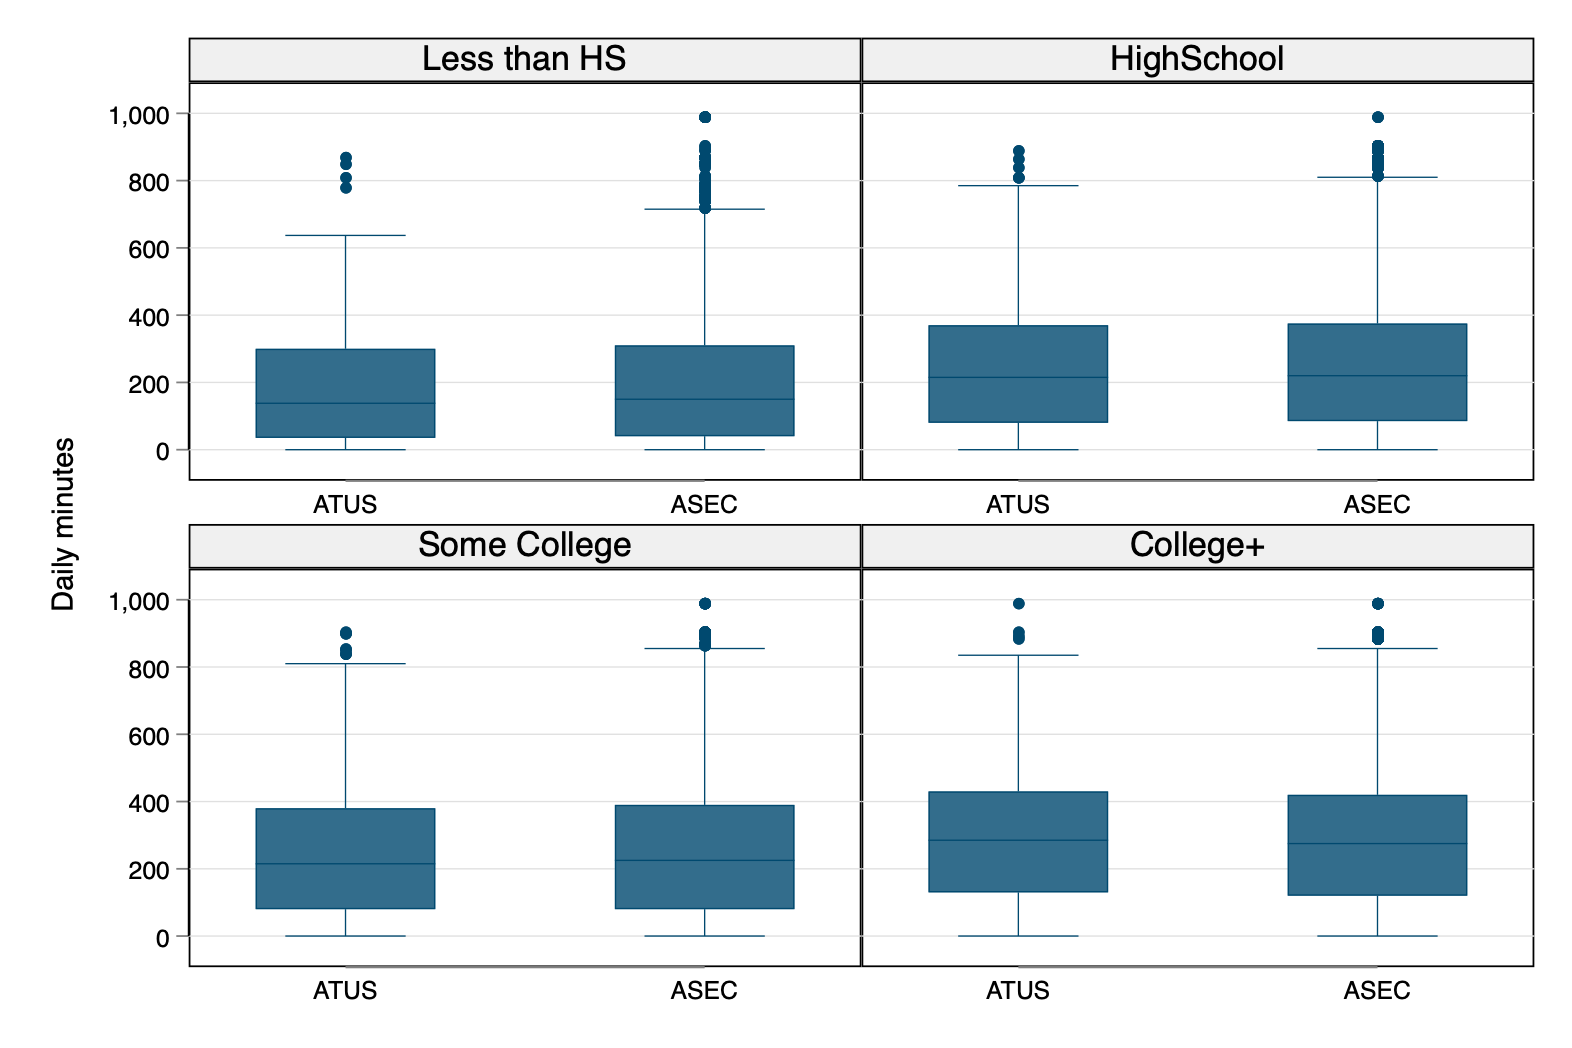 Less than HS
HighSchool
1,000
800
600
400
200
0
ATUS
ASEC
ATUS
ASEC
Daily minutes
Some College
College+
1,000
800
600
400
200
0
ATUS
ASEC
ATUS
ASEC